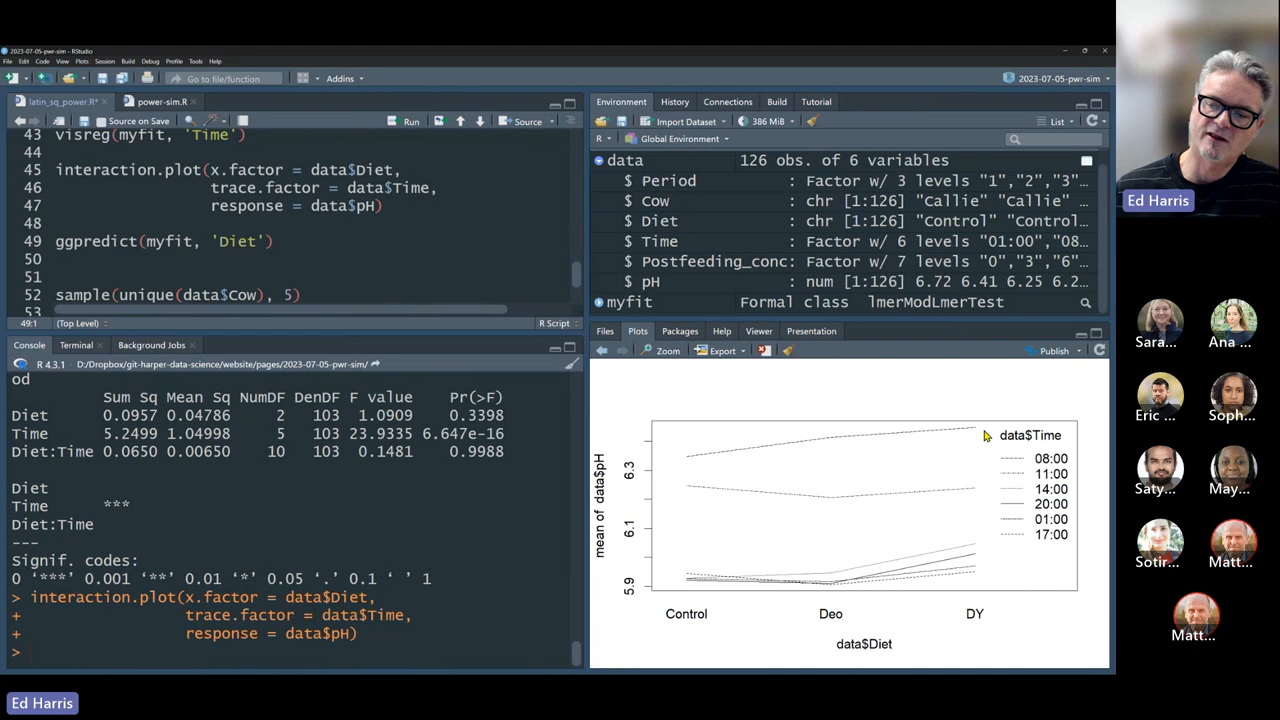 2023-07-05-pwr-sim - RStudio
File Edit Code View Plots Session Build Debug Profile Tools Help
Go to file/function
Addins
2023-07-05-pwr-sim
latin_sq_power.R*
power-sim.R
Source on Save
Run
Source
43 visreg(myfit, 'Time')
44
45 interaction.plot(x.factor = data$Diet,
46 trace.factor = data$Time,
47 response = data$pH)
48
49 ggpredict(myfit, 'Diet')
50
51
52 sample(unique(data$Cow), 5)
53
49:1 (Top Level) R Script
Console Terminal Background Jobs
R 4.3.1 · D:/Dropbox/git-harper-data-science/website/pages/2023-07-05-pwr-sim/
od
Sum Sq Mean Sq NumDF DenDF F value Pr(>F)
Diet 0.0957 0.04786 2 103 1.0909 0.3398
Time 5.2499 1.04998 5 103 23.9335 6.647e-16
Diet:Time 0.0650 0.00650 10 103 0.1481 0.9988
Diet
Time ***
Diet:Time
---
Signif. codes:
0 ‘***’ 0.001 ‘**’ 0.01 ‘*’ 0.05 ‘.’ 0.1 ‘ ’ 1
> interaction.plot(x.factor = data$Diet,
+ trace.factor = data$Time,
+ response = data$pH)
>
Environment History Connections Build Tutorial
Import Dataset 386 MiB List
R Global Environment
data 126 obs. of 6 variables
$ Period : Factor w/ 3 levels "1","2","3"…
$ Cow : chr [1:126] "Callie" "Callie" …
$ Diet : chr [1:126] "Control" "Control"…
$ Time : Factor w/ 6 levels "01:00","08…
$ Postfeeding_conc: Factor w/ 7 levels "0","3","6"…
$ pH : num [1:126] 6.72 6.41 6.25 6.2…
myfit Formal class lmerModLmerTest
Files Plots Packages Help Viewer Presentation
Zoom Export Publish
mean of data$pH
6.3
6.1
5.9
Control Deo DY
data$Diet
data$Time
08:00
11:00
14:00
20:00
01:00
17:00
Ed Harris
Sara... Ana ...
Eric ... Soph...
Saty... May...
Sotir... Matt...
Matt...
Ed Harris